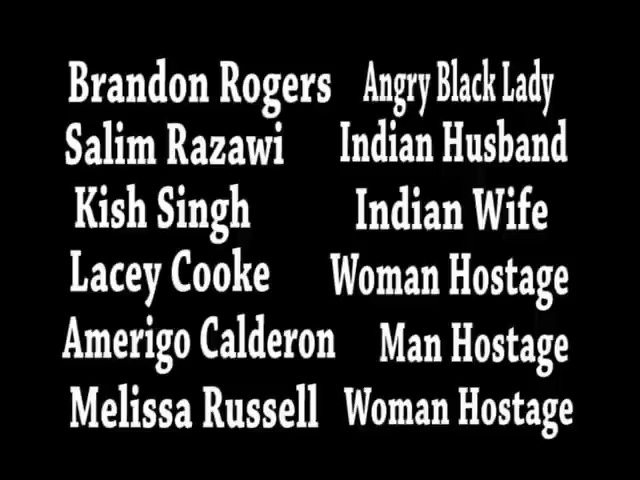 Brandon Rogers Angry Black Lady
Salim Razawi Indian Husband
Kish Singh Indian Wife
Lacey Cooke Woman Hostage
Amerigo Calderon Man Hostage
Melissa Russell Woman Hostage